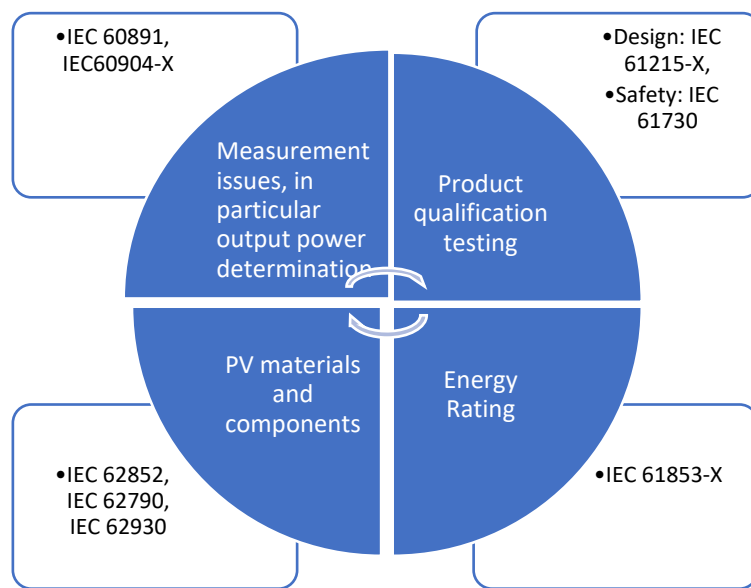 •IEC 60891,
IEC60904-X
•Design: IEC
61215-X,
•Safety: IEC
61730
Measurement
issues, in
particular
output power
determination
Product
qualification
testing
PV materials
and
components
Energy
Rating
•IEC 62852,
IEC 62790,
IEC 62930
•IEC 61853-X